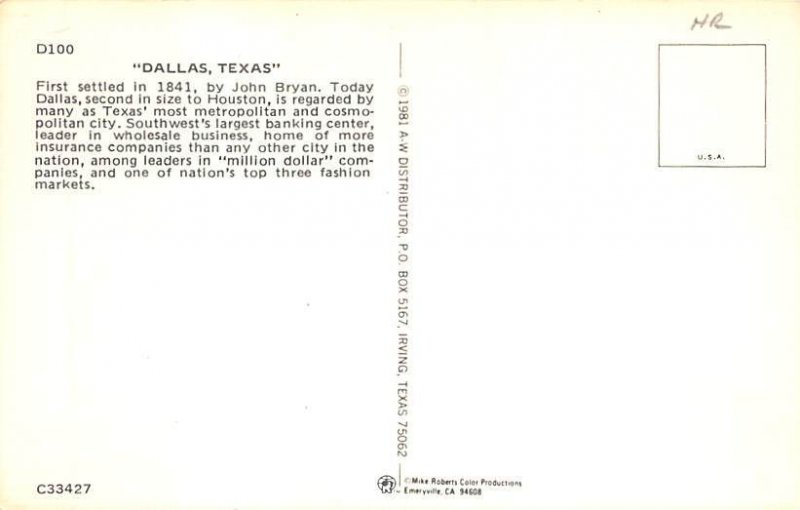 HR
D100
"DALLAS, TEXAS"
First settled in 1841, by John Bryan. Today
Dallas, second in size to Houston, is regarded by
many as Texas' most metropolitan and cosmo-
politan city. Southwest's largest banking center,
leader in wholesale business, home of more
insurance companies than any other city in the
nation, among leaders in "million dollar" com-
panies, and one of nation's top three fashion
markets.
© 1981 A-W DISTRIBUTOR, P.O. BOX 5167, IRVING, TEXAS 75062
U.S.A.
C33427
©Mike Roberts Color Productions
Emeryville, CA 94608